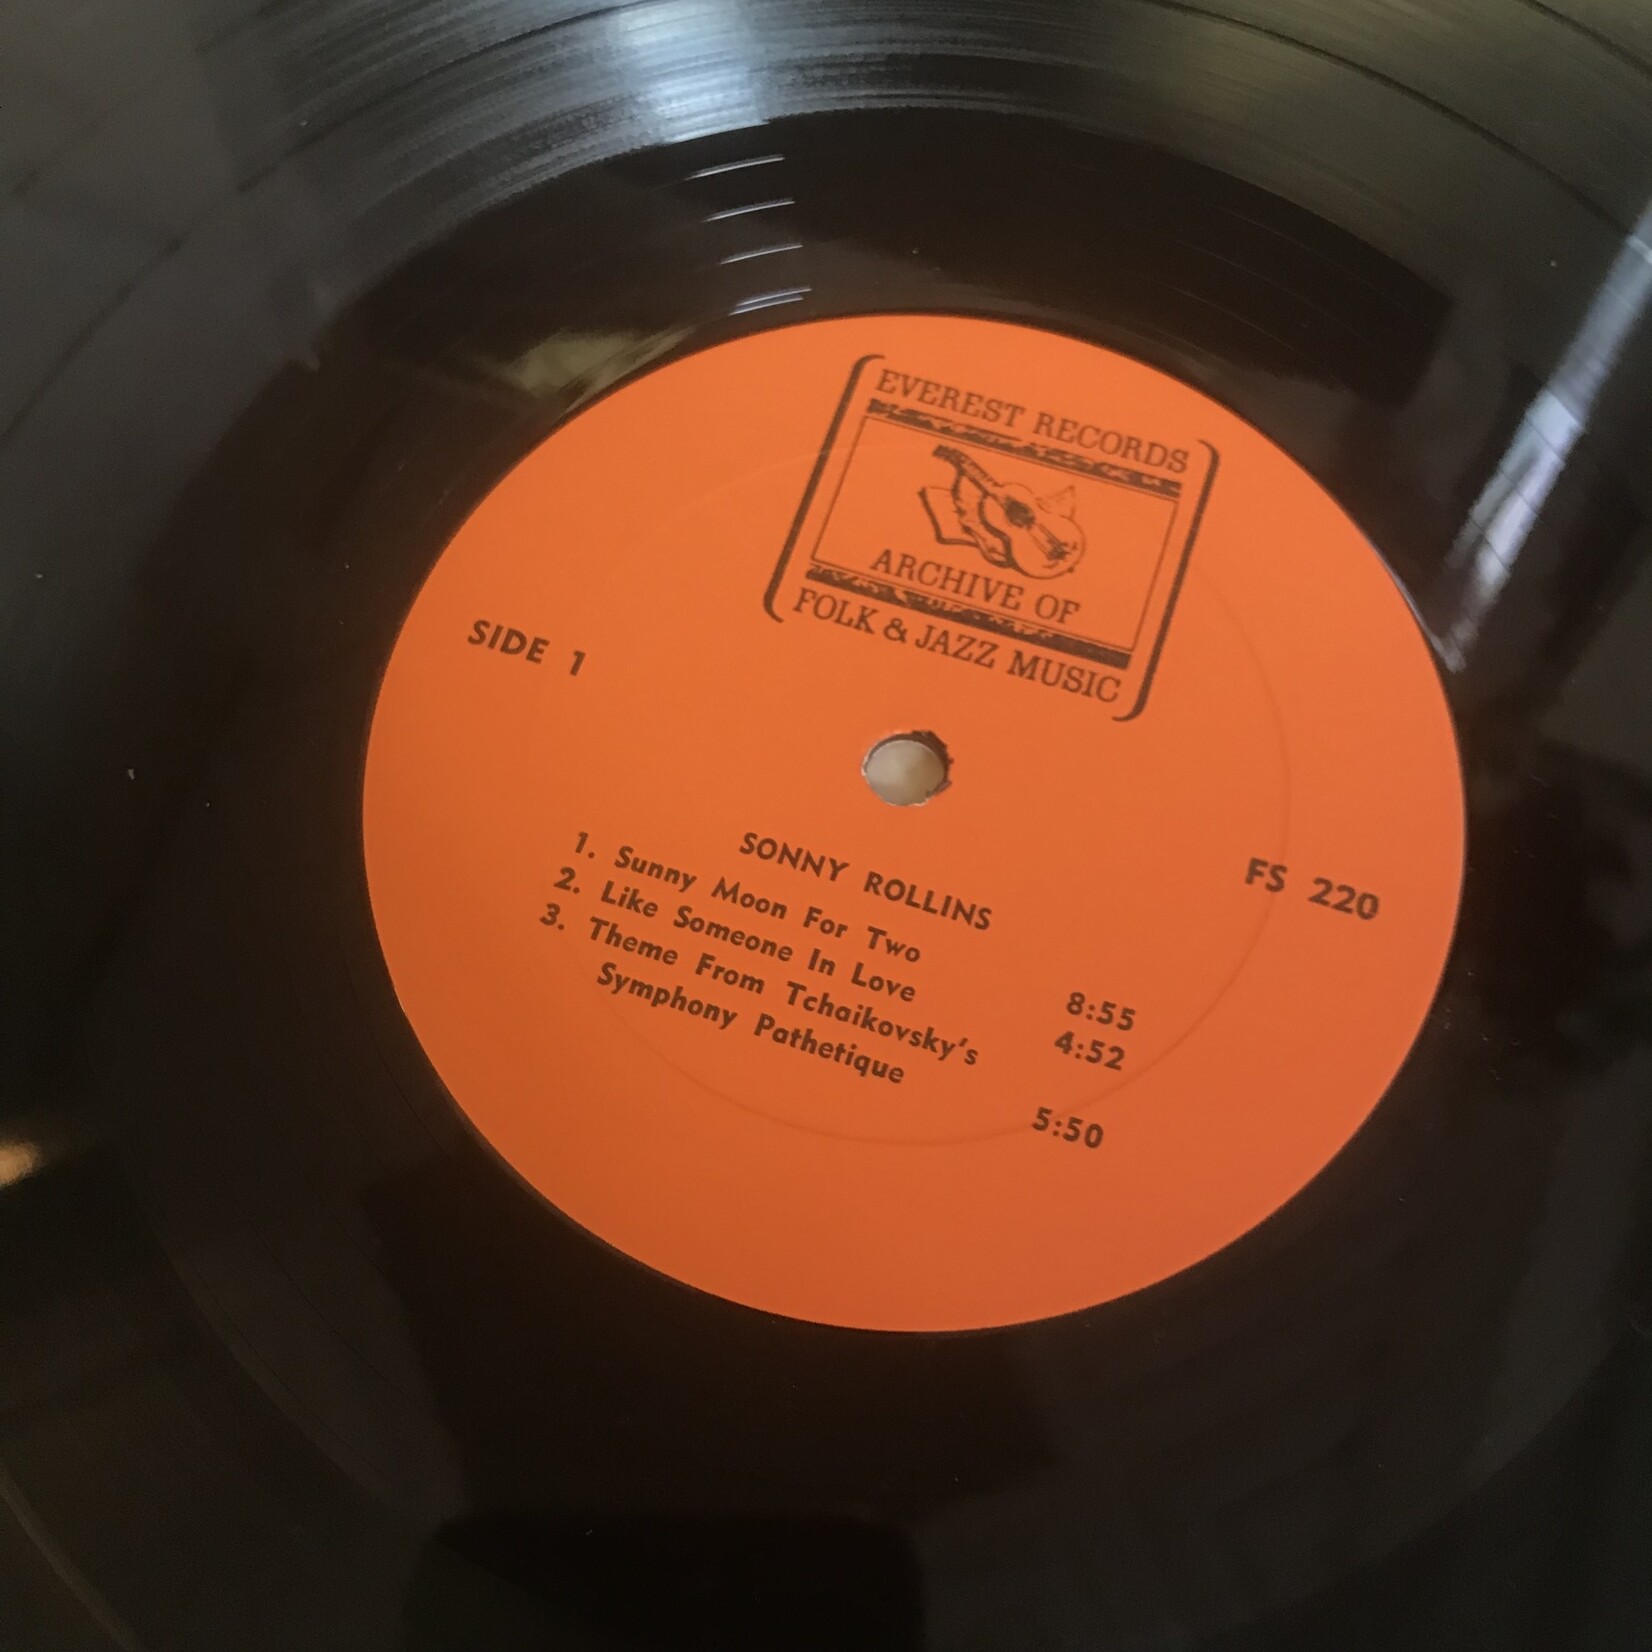 EVEREST RECORDS
ARCHIVE OF
FOLK & JAZZ MUSIC
SIDE 1
FS 220
SONNY ROLLINS
1. Sunny Moon For Two 8:55
2. Like Someone In Love 4:52
3. Theme From Tchaikovsky's
Symphony Pathetique 5:50